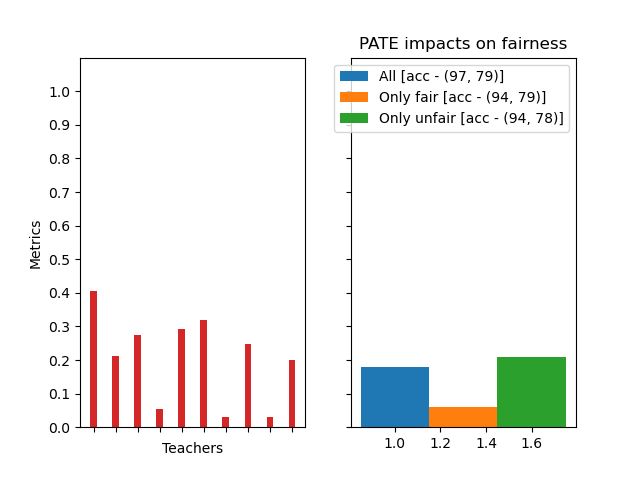 PATE impacts on fairness
All [acc - (97, 79)]
Only fair [acc - (94, 79)]
Only unfair [acc - (94, 78)]
1.0
0.9
0.8
0.7
0.6
0.5
0.4
0.3
0.2
0.1
0.0
Metrics
Teachers
1.0 1.2 1.4 1.6